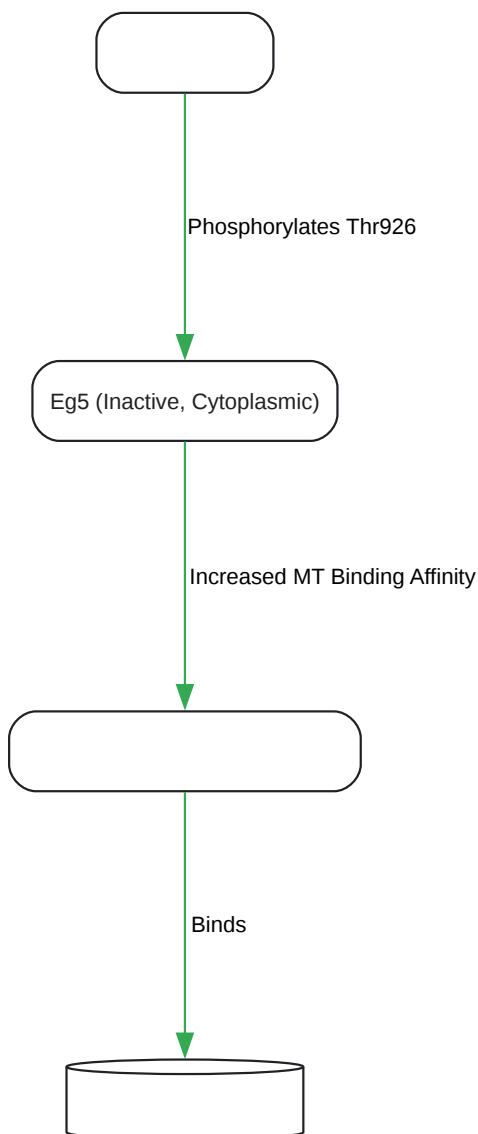 Phosphorylates Thr926
Eg5 (Inactive, Cytoplasmic)
Increased MT Binding Affinity
Binds